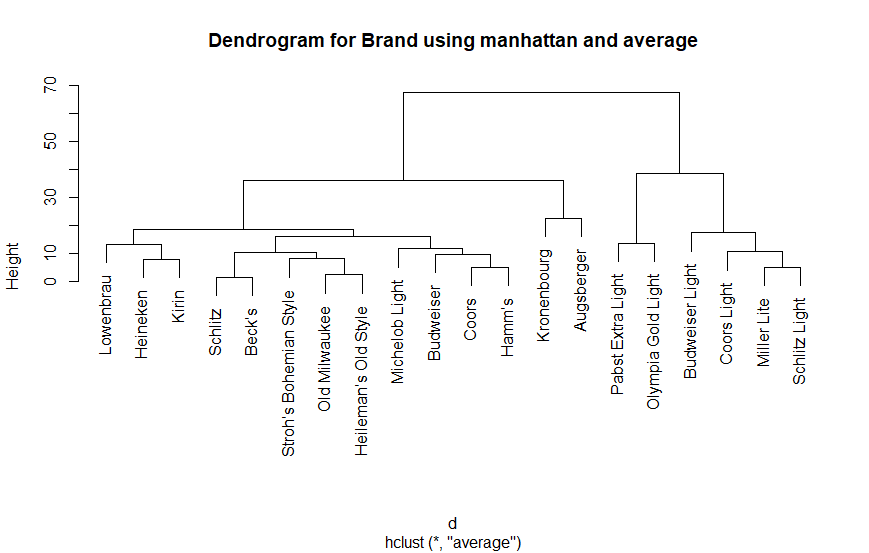 Dendrogram for Brand using manhattan and average
Height
70
50
30
10
0
Lowenbrau
Heineken
Kirin
Schlitz
Beck's
Stroh's Bohemian Style
Old Milwaukee
Heileman's Old Style
Michelob Light
Budweiser
Coors
Hamm's
Kronenbourg
Augsberger
Pabst Extra Light
Olympia Gold Light
Budweiser Light
Coors Light
Miller Lite
Schlitz Light
d
hclust (*, "average")